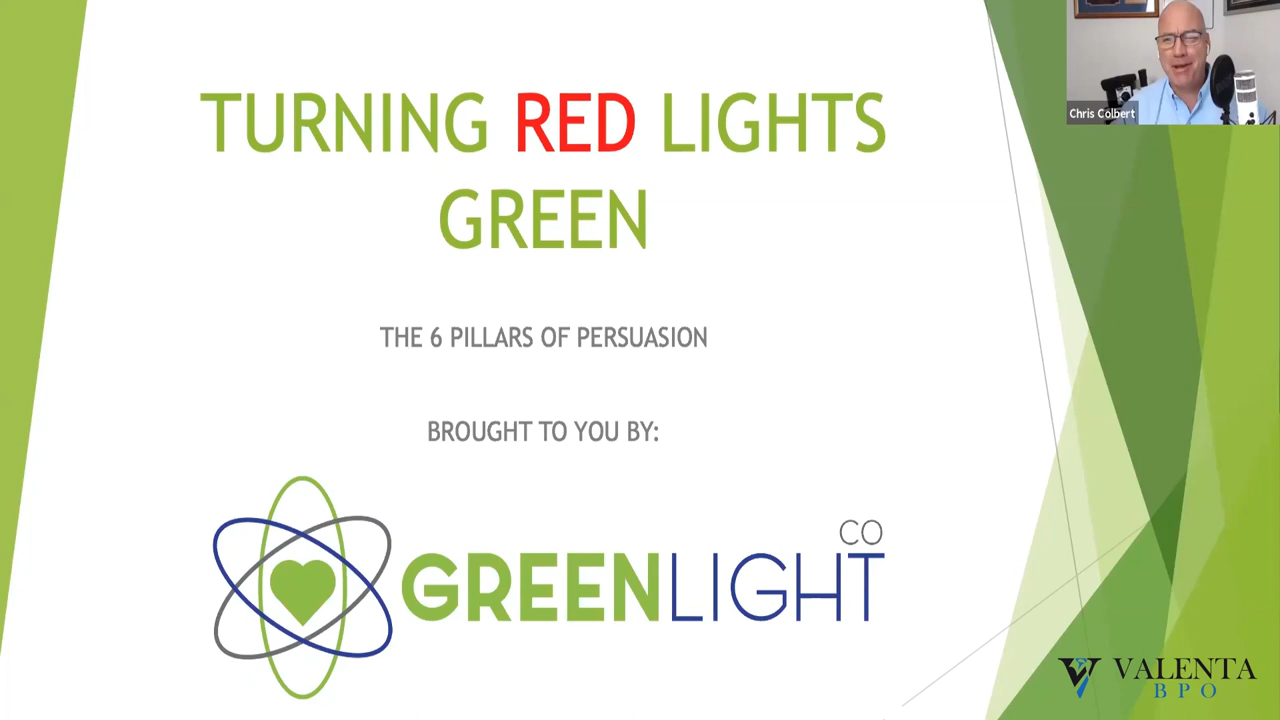 TURNING RED LIGHTS
GREEN
THE 6 PILLARS OF PERSUASION
BROUGHT TO YOU BY:
CO
GREENLIGHT
Chris Colbert
VALENTA
BPO